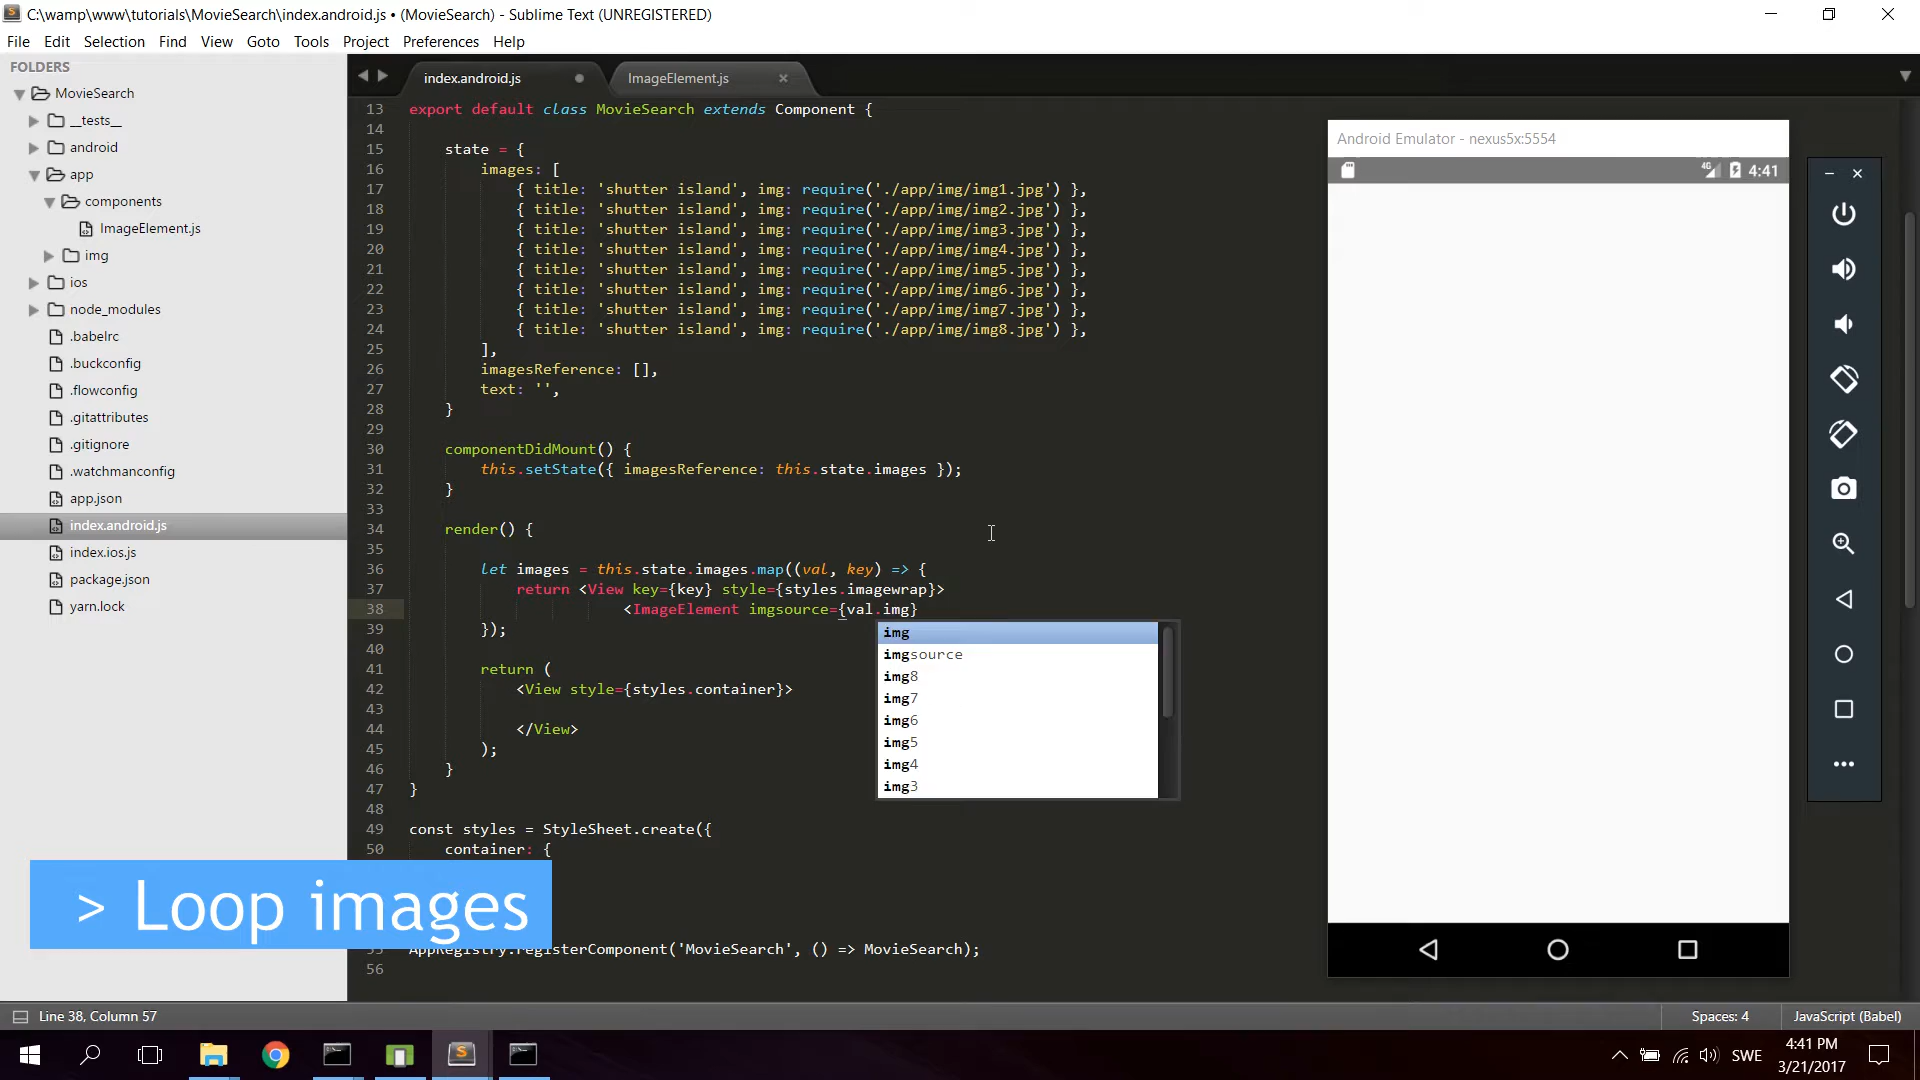 C:\wamp\www\tutorials\MovieSearch\index.android.js • (MovieSearch) - Sublime Text (UNREGISTERED)
File Edit Selection Find View Goto Tools Project Preferences Help
FOLDERS
MovieSearch
__tests__
android
app
components
ImageElement.js
img
ios
node_modules
.babelrc
.buckconfig
.flowconfig
.gitattributes
.gitignore
.watchmanconfig
app.json
index.android.js
index.ios.js
package.json
yarn.lock
index.android.js
ImageElement.js
13 export default class MovieSearch extends Component {
14
15 state = {
16 images: [
17 { title: 'shutter island', img: require('./app/img/img1.jpg') },
18 { title: 'shutter island', img: require('./app/img/img2.jpg') },
19 { title: 'shutter island', img: require('./app/img/img3.jpg') },
20 { title: 'shutter island', img: require('./app/img/img4.jpg') },
21 { title: 'shutter island', img: require('./app/img/img5.jpg') },
22 { title: 'shutter island', img: require('./app/img/img6.jpg') },
23 { title: 'shutter island', img: require('./app/img/img7.jpg') },
24 { title: 'shutter island', img: require('./app/img/img8.jpg') },
25 ],
26 imagesReference: [],
27 text: '',
28 }
29
30 componentDidMount() {
31 this.setState({ imagesReference: this.state.images });
32 }
33
34 render() {
35
36 let images = this.state.images.map((val, key) => {
37 return <View key={key} style={styles.imagewrap}>
38 <ImageElement imgsource={val.img}
39 });
40
41 return (
42 <View style={styles.container}>
43
44 </View>
45 );
46 }
47 }
48
49 const styles = StyleSheet.create({
50 container: {
AppRegistry.registerComponent('MovieSearch', () => MovieSearch);
56
img
imgsource
img8
img7
img6
img5
img4
img3
> Loop images
Android Emulator - nexus5x:5554
4G 4:41
Line 38, Column 57
Spaces: 4
JavaScript (Babel)
SWE
4:41 PM
3/21/2017